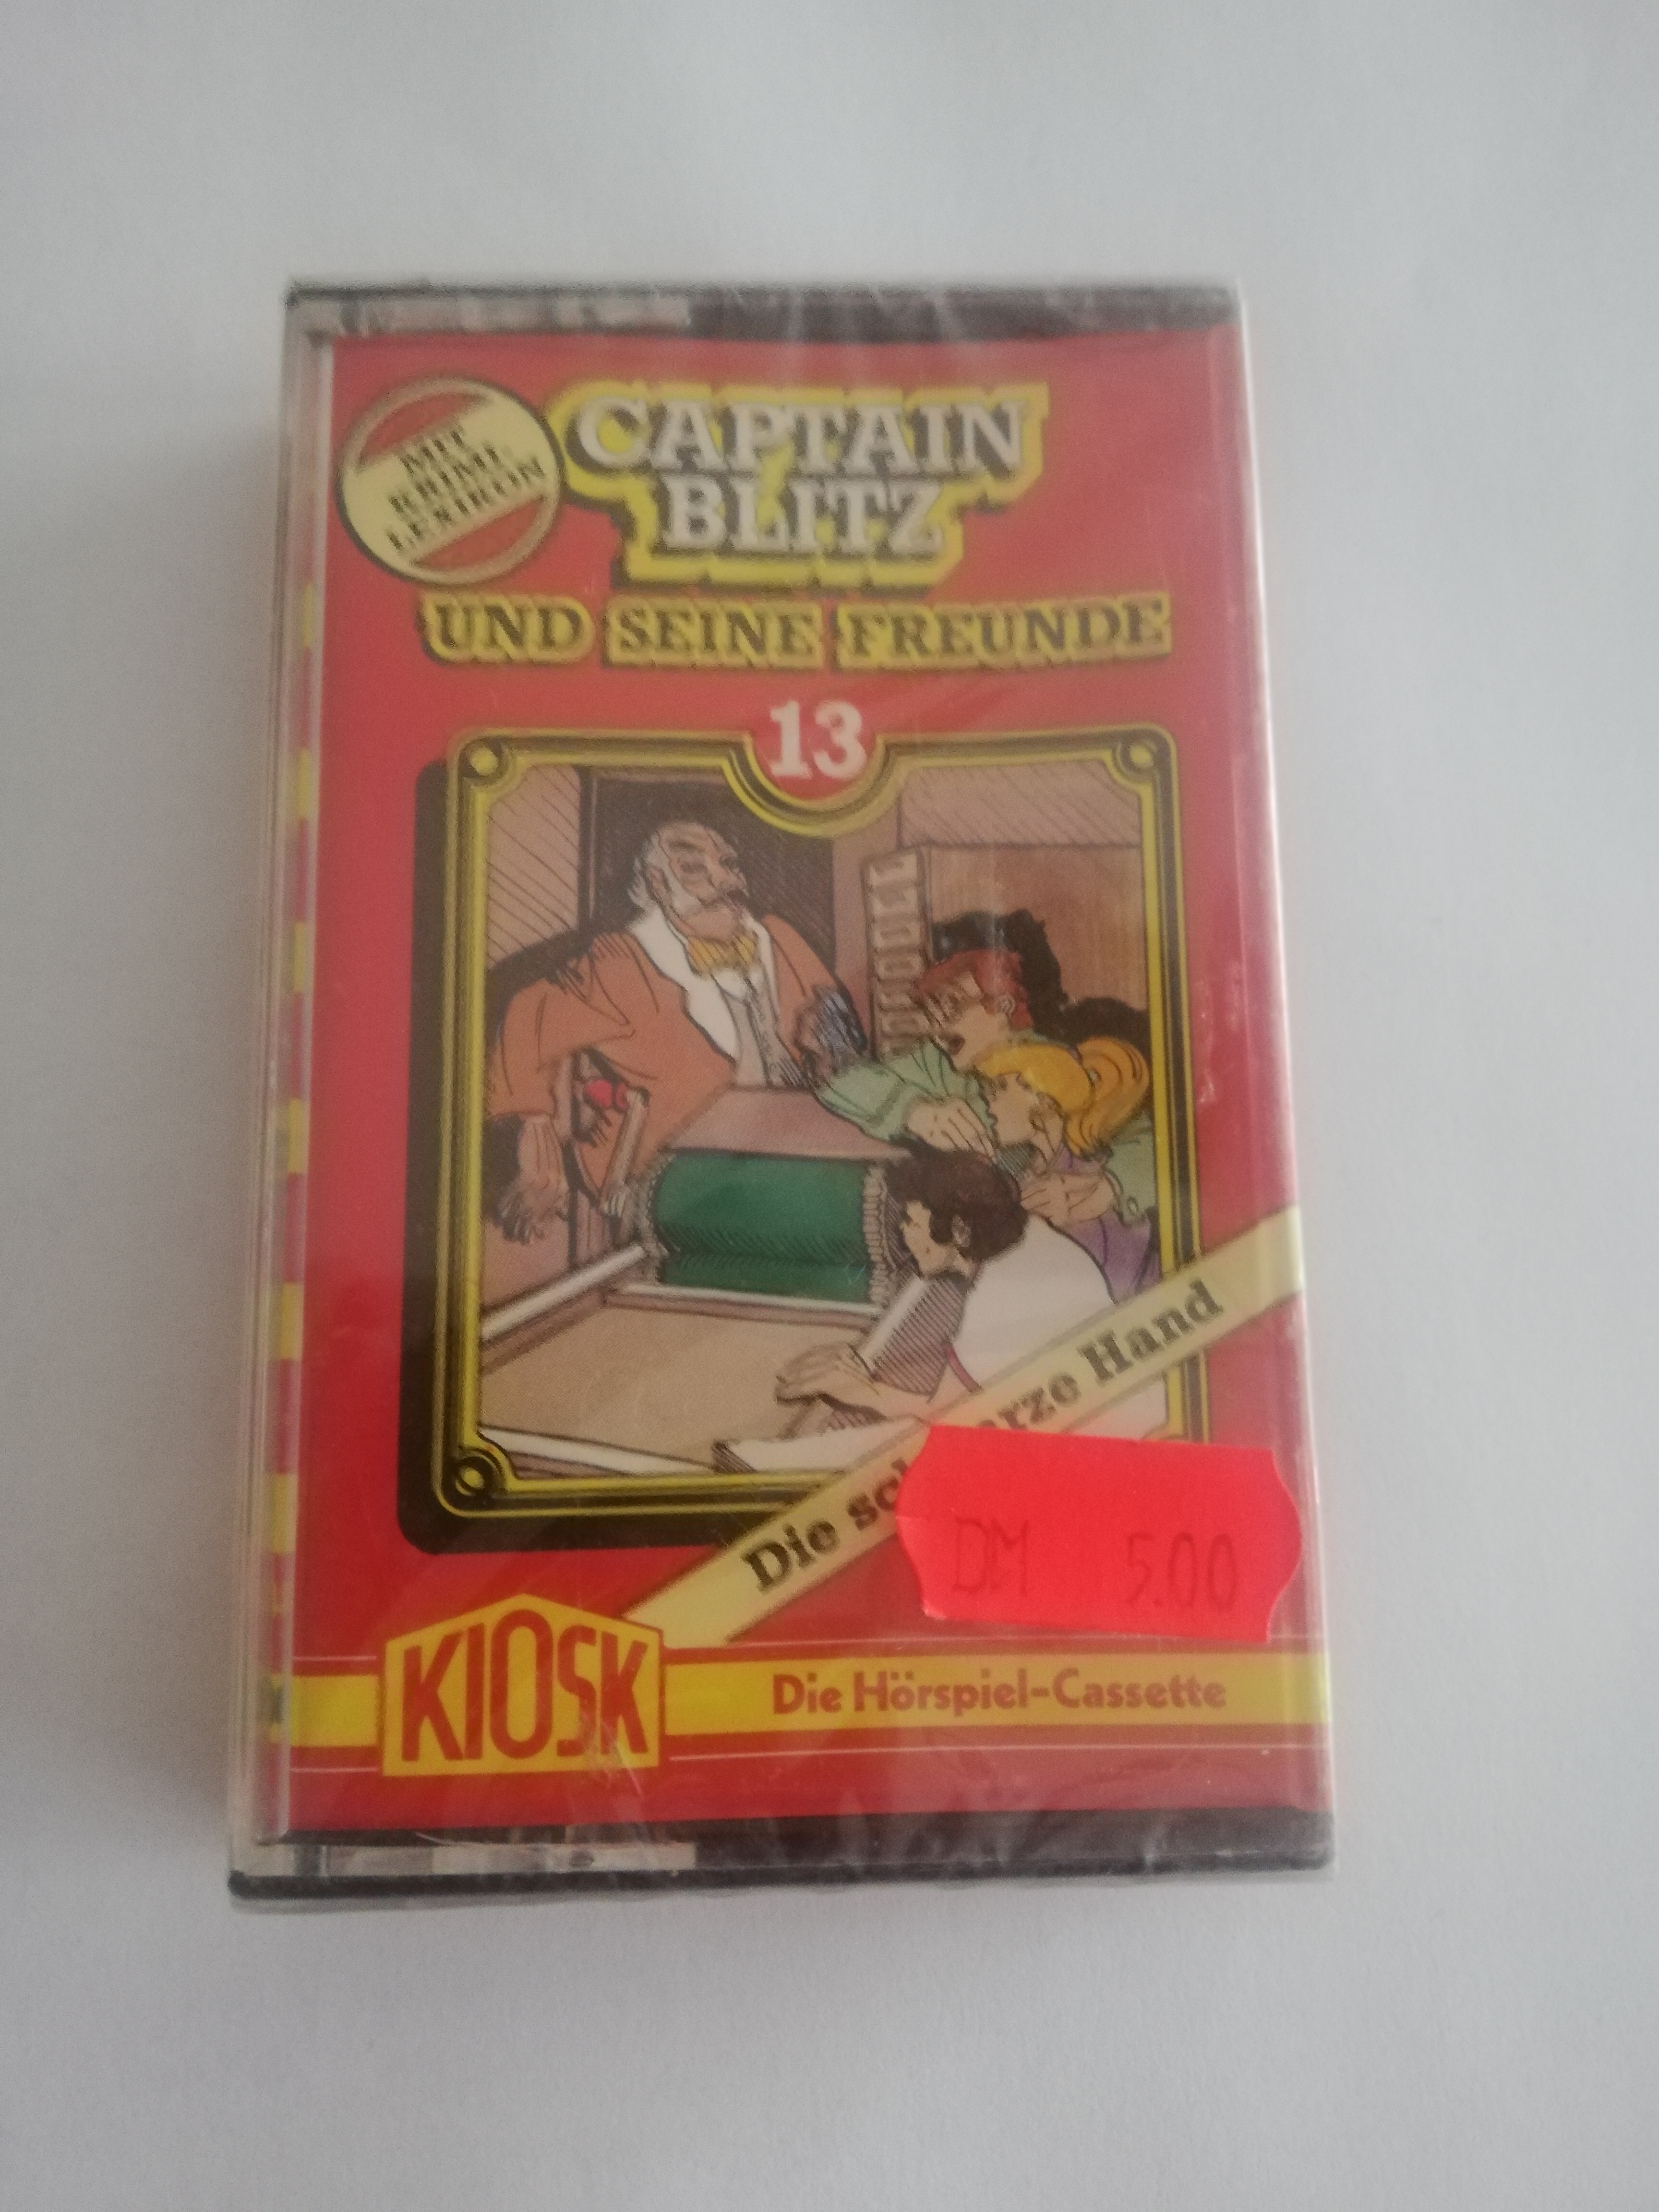 MIT
KRIMI
LEXIKON
CAPTAIN
BLITZ
UND SEINE FREUNDE
13
Die sc rze Hand
DM 5.00
KIOSK
Die Hörspiel-Cassette